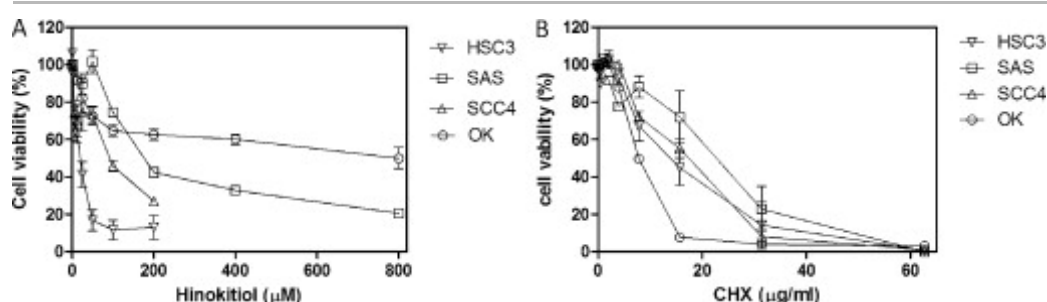 A
120
100
80
60
40
20
0
Cell viability (%)
0
200
400
600
800
Hinokitiol (μM)
HSC3
SAS
SCC4
OK
B
120
100
80
60
40
20
0
cell vability (%)
0
20
40
60
CHX (μg/ml)
HSC3
SAS
SCC4
OK